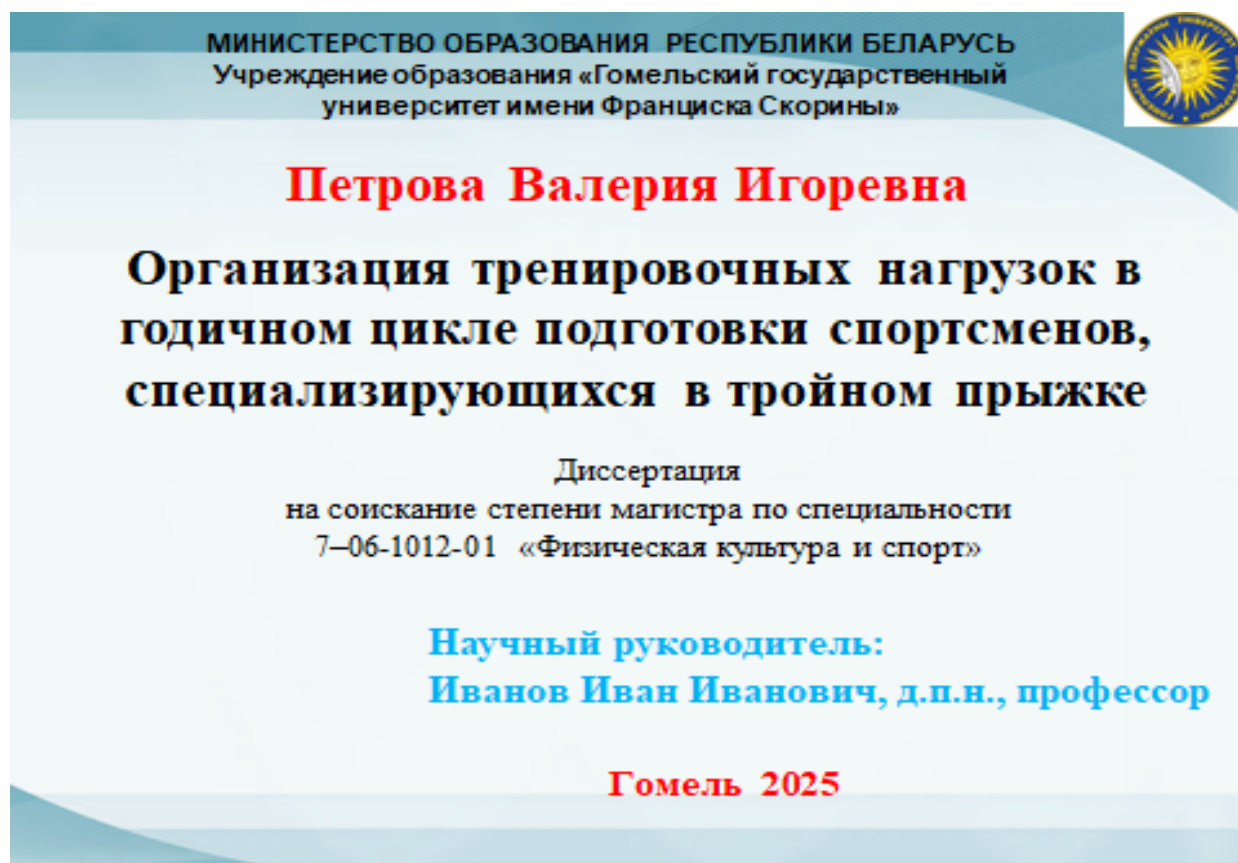 МИНИСТЕРСТВО ОБРАЗОВАНИЯ РЕСПУБЛИКИ БЕЛАРУСЬ
Учреждение образования «Гомельский государственный
университет имени Франциска Скорины»
Петрова Валерия Игоревна
Организация тренировочных нагрузок в
годичном цикле подготовки спортсменов,
специализирующихся в тройном прыжке
Диссертация
на соискание степени магистра по специальности
7–06-1012-01 «Физическая культура и спорт»
Научный руководитель:
Иванов Иван Иванович, д.п.н., профессор
Гомель 2025